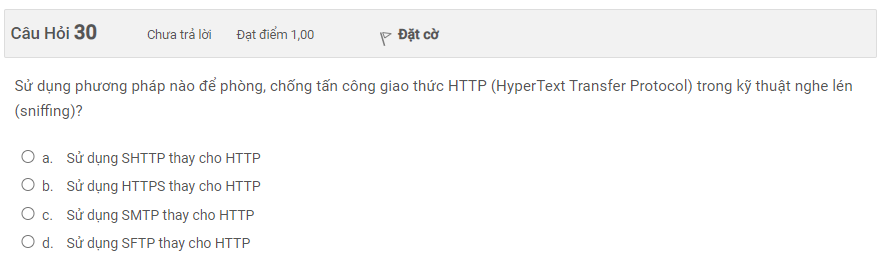 Câu Hỏi 30 Chưa trả lời Đạt điểm 1,00 Đặt cờ
Sử dụng phương pháp nào để phòng, chống tấn công giao thức HTTP (HyperText Transfer Protocol) trong kỹ thuật nghe lén
(sniffing)?
a. Sử dụng SHTTP thay cho HTTP
b. Sử dụng HTTPS thay cho HTTP
c. Sử dụng SMTP thay cho HTTP
d. Sử dụng SFTP thay cho HTTP